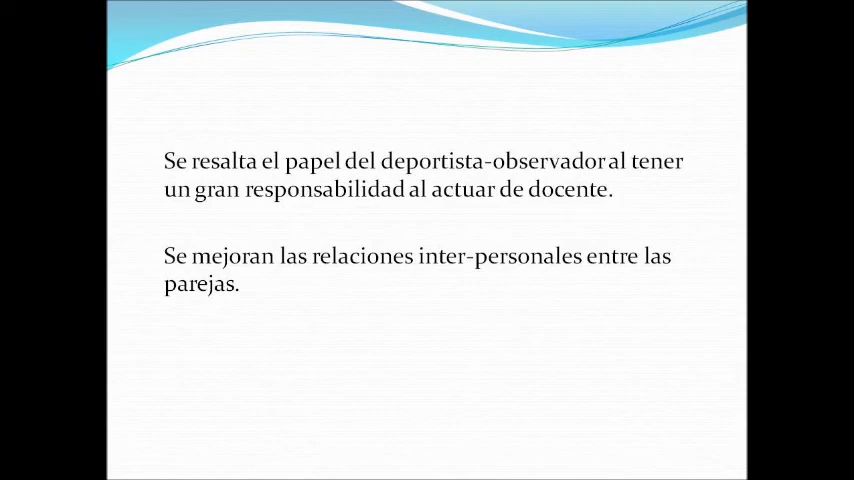 Se resalta el papel del deportista-observador al tener
un gran responsabilidad al actuar de docente.
Se mejoran las relaciones inter-personales entre las
parejas.